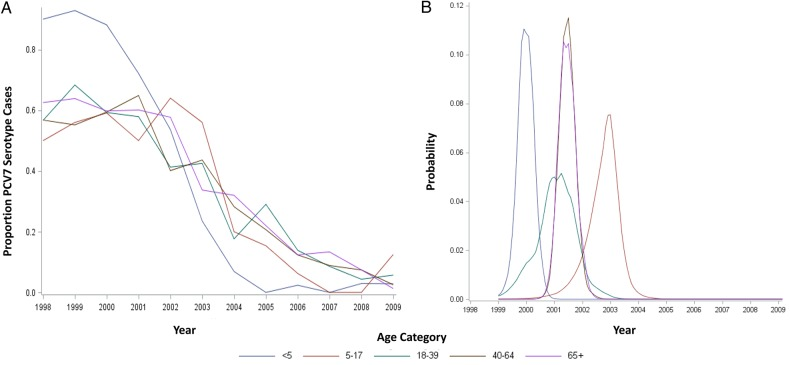 A
B
Proportion PCV7 Serotype Cases
0.8
0.6
0.4
0.2
0.0
1998 1999 2000 2001 2002 2003 2004 2005 2006 2007 2008 2009
Year
Probability
0.12
0.10
0.08
0.06
0.04
0.02
0.00
1998 1999 2000 2001 2002 2003 2004 2005 2006 2007 2008 2009
Year
Age Category
<5 5-17 18-39 40-64 65+